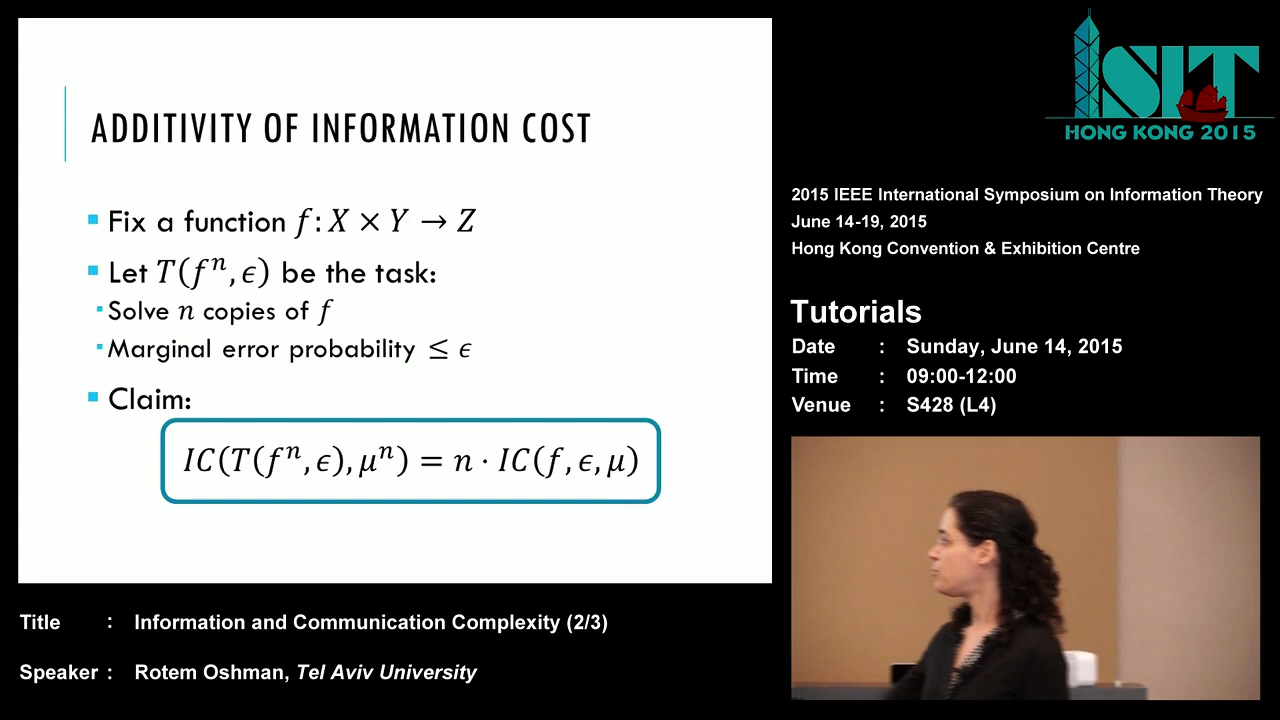 ADDITIVITY OF INFORMATION COST
▪ Fix a function f: X × Y → Z
▪ Let T(fⁿ, ϵ) be the task:
▪ Solve n copies of f
▪ Marginal error probability ≤ ϵ
▪ Claim:
IC(T(fⁿ, ϵ), μⁿ) = n · IC(f, ϵ, μ)
ISIT
HONG KONG 2015
2015 IEEE International Symposium on Information Theory
June 14-19, 2015
Hong Kong Convention & Exhibition Centre
Tutorials
Date : Sunday, June 14, 2015
Time : 09:00-12:00
Venue : S428 (L4)
Title : Information and Communication Complexity (2/3)
Speaker : Rotem Oshman, Tel Aviv University